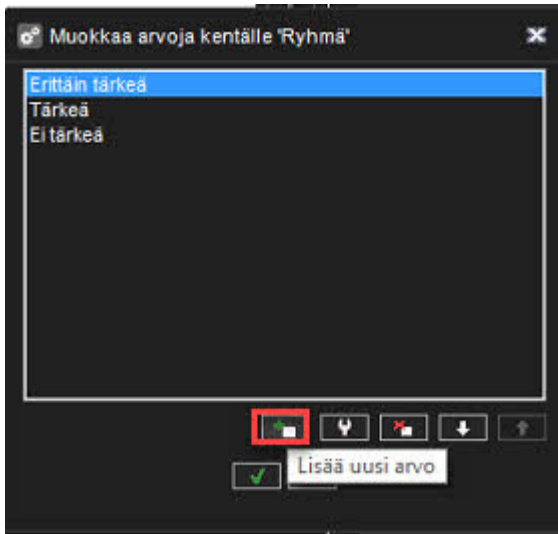 Muokkaa arvoja kentälle 'Ryhmä'
Erittäin tärkeä
Tärkeä
Ei tärkeä
Lisää uusi arvo